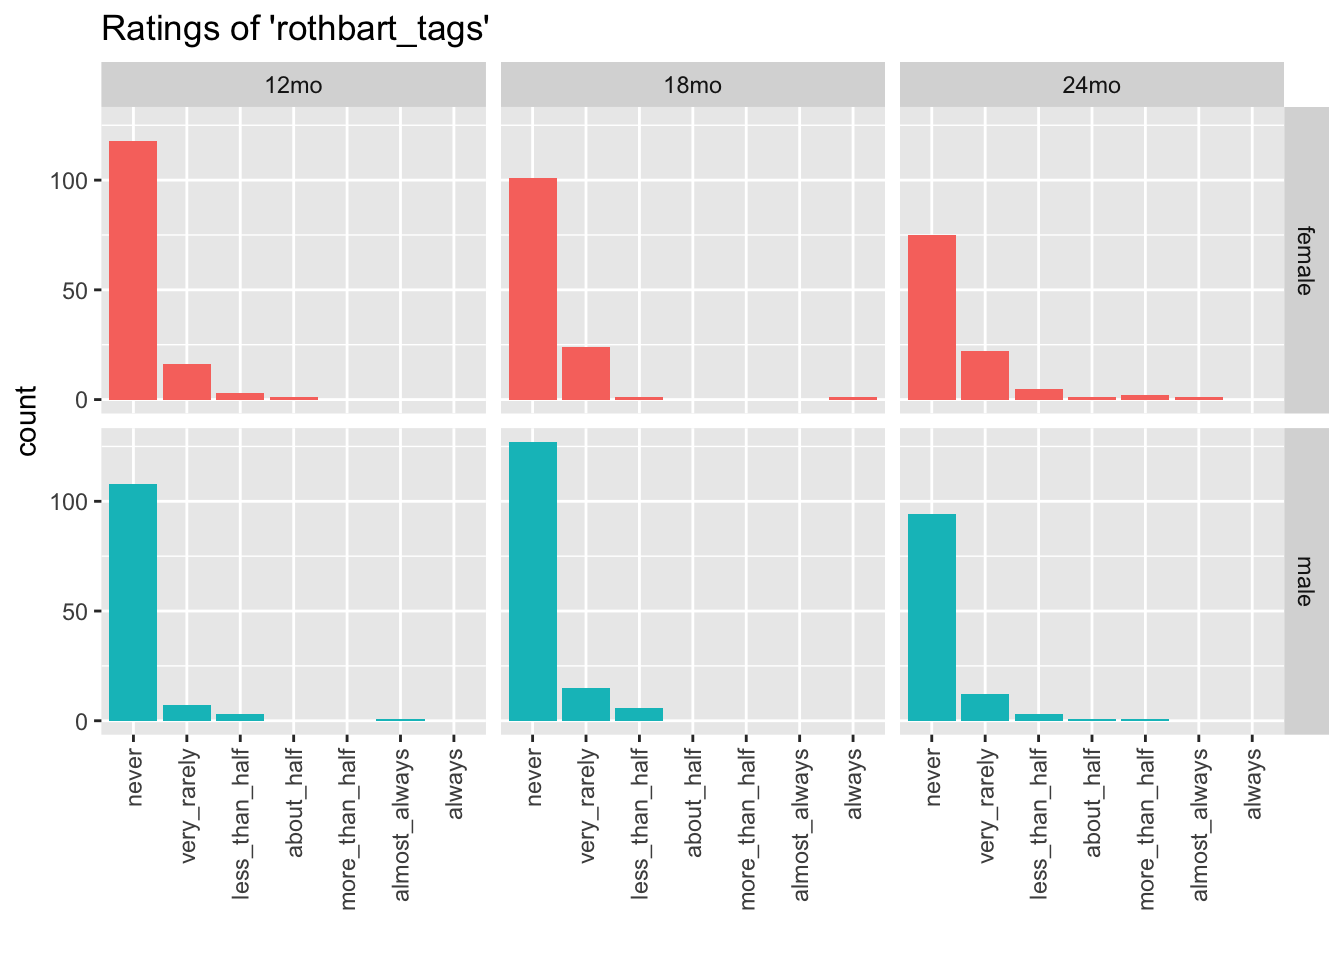 Ratings of 'rothbart_tags'
12mo 18mo 24mo
100
50
0
female
count
100
50
0
male
never very_rarely less_than_half about_half more_than_half almost_always always
never very_rarely less_than_half about_half more_than_half almost_always always
never very_rarely less_than_half about_half more_than_half almost_always always